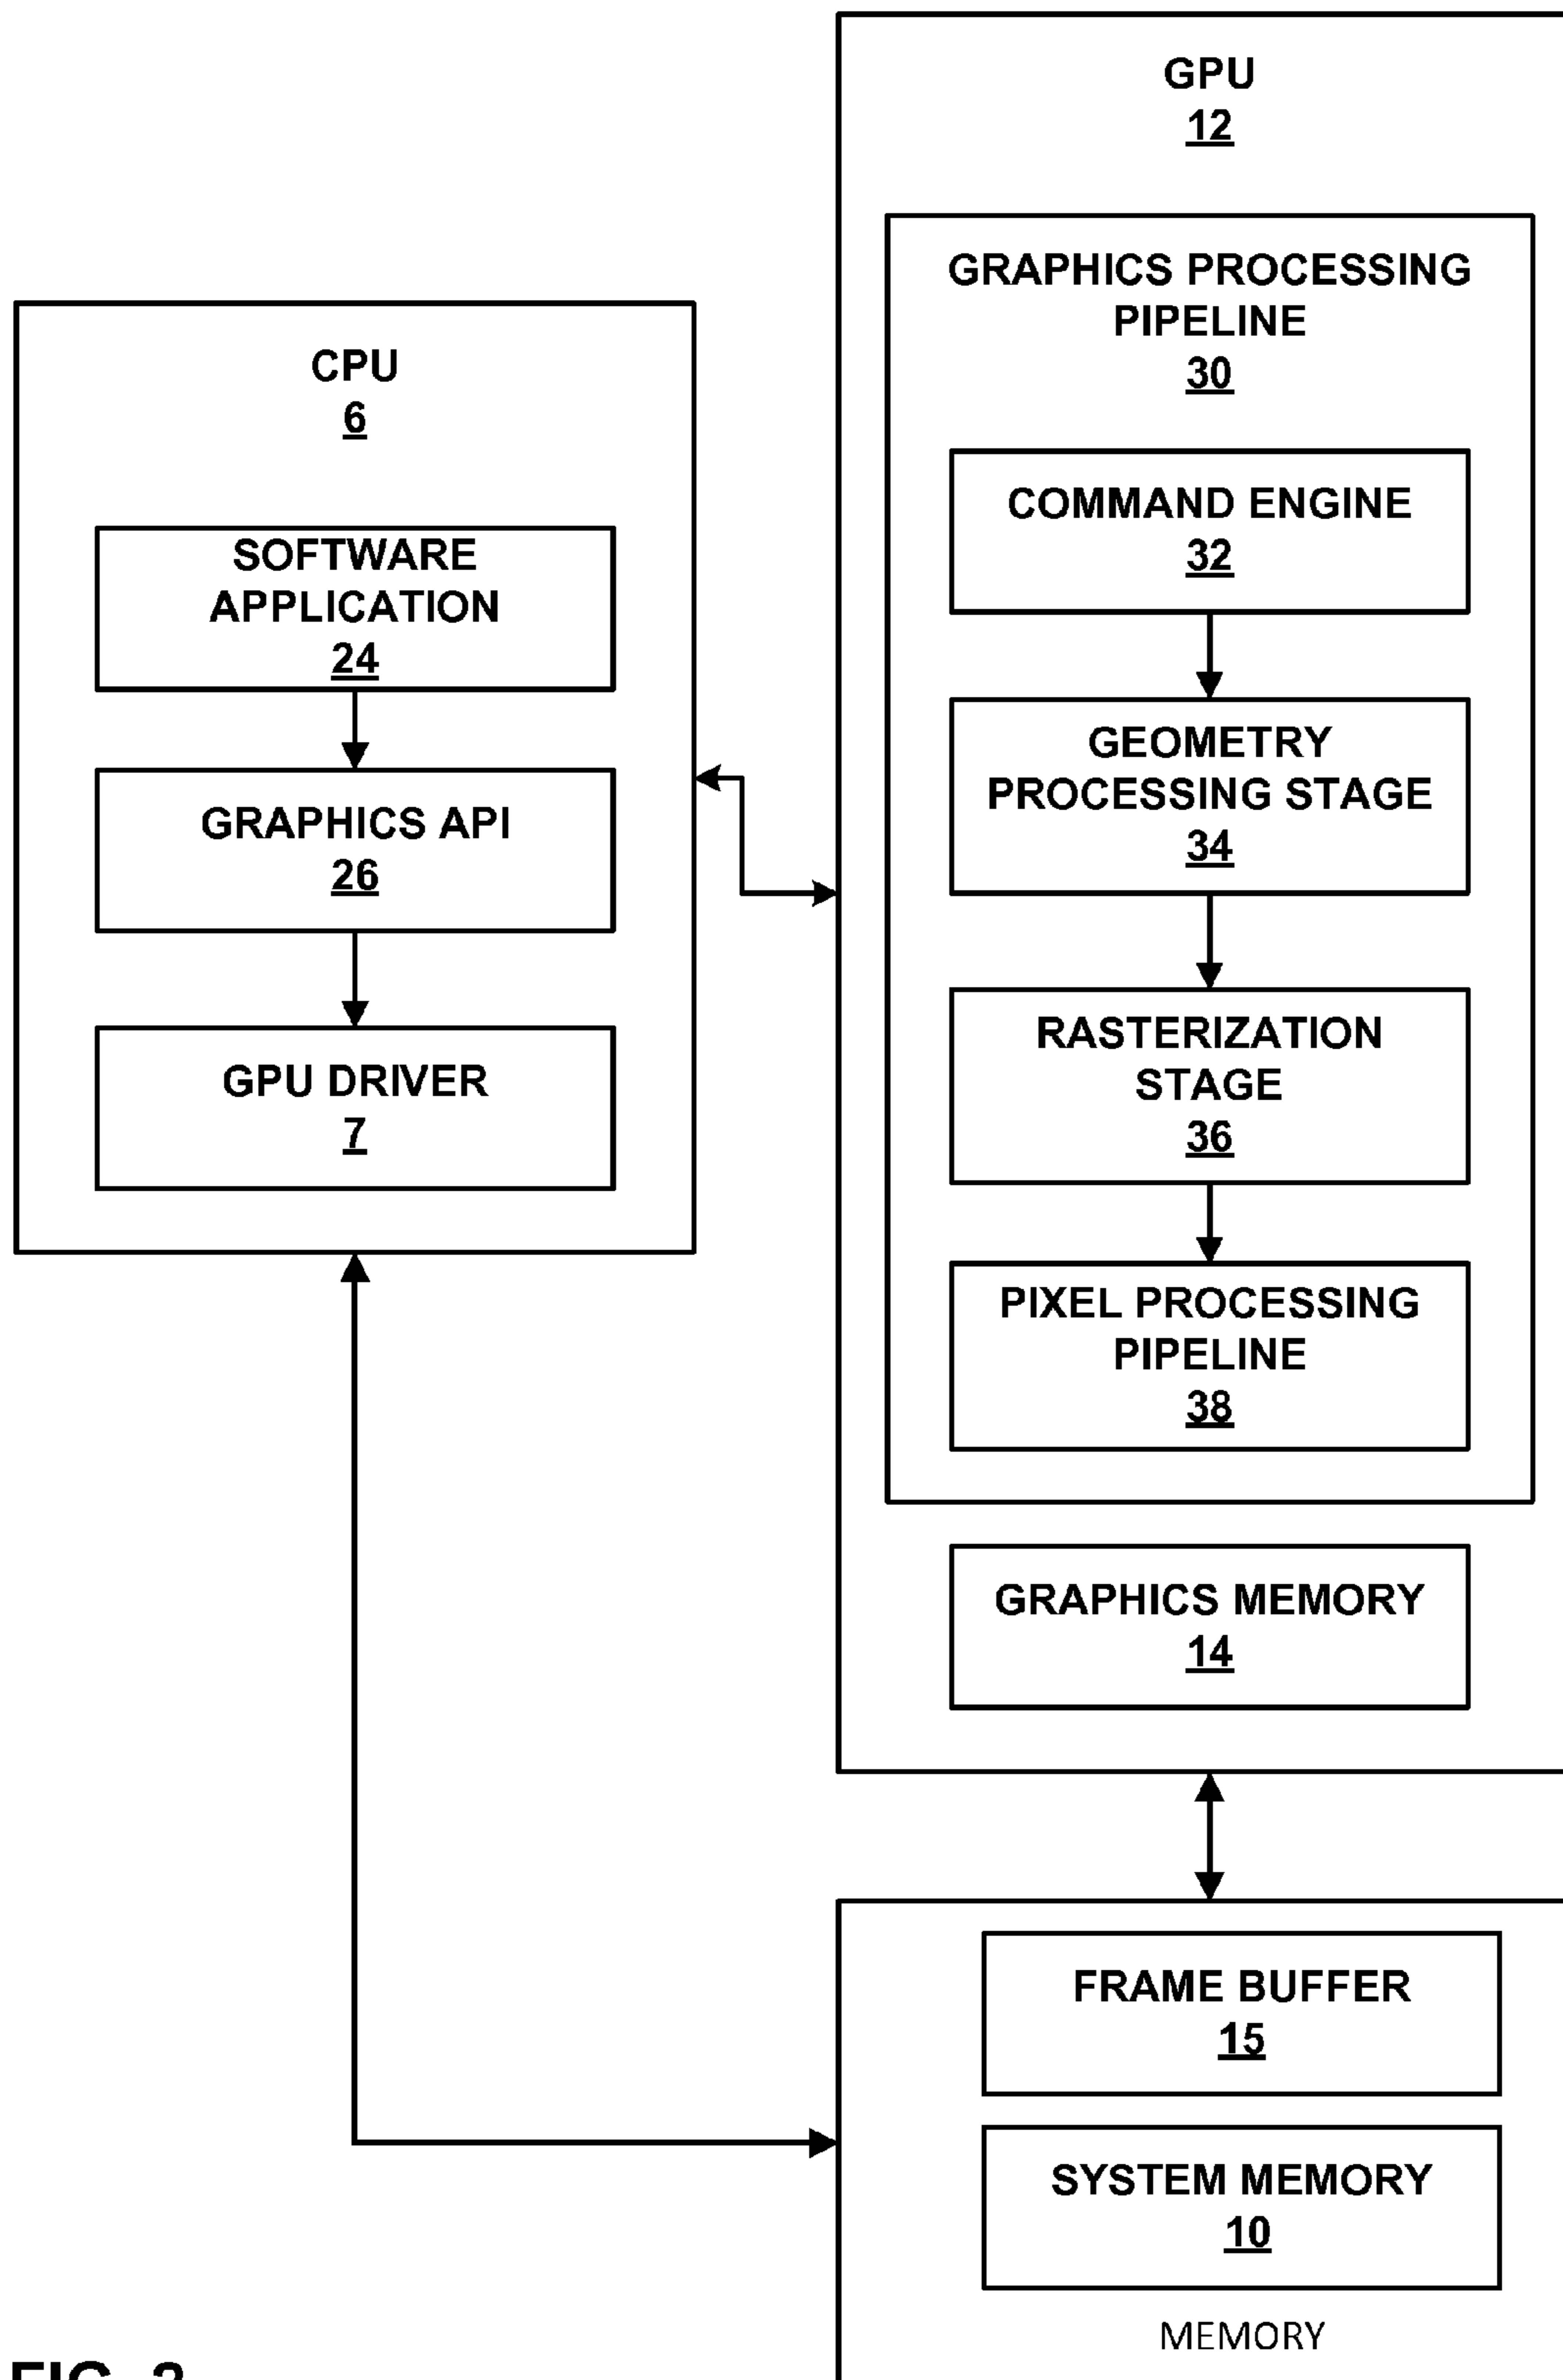 GPU
12
GRAPHICS PROCESSING
PIPELINE
30
COMMAND ENGINE
32
GEOMETRY
PROCESSING STAGE
34
RASTERIZATION
STAGE
36
PIXEL PROCESSING
PIPELINE
38
GRAPHICS MEMORY
14
CPU
6
SOFTWARE
APPLICATION
24
GRAPHICS API
26
GPU DRIVER
7
FRAME BUFFER
15
SYSTEM MEMORY
10
MEMORY
FIG.